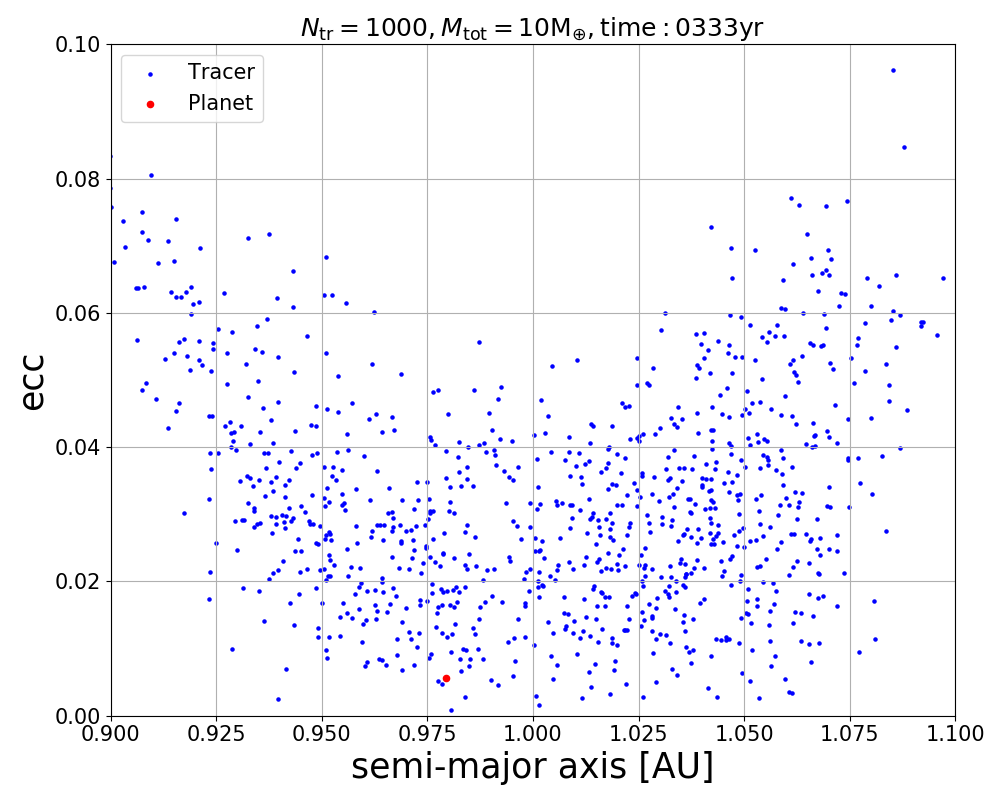 N_tr = 1000, M_tot = 10M_⊕, time : 0333yr
Tracer
Planet
ecc
0.10
0.08
0.06
0.04
0.02
0.00
0.900 0.925 0.950 0.975 1.000 1.025 1.050 1.075 1.100
semi-major axis [AU]